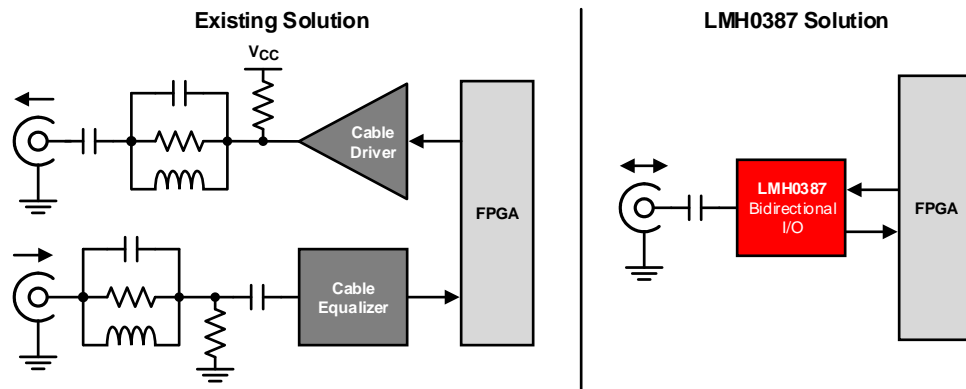 Existing Solution
LMH0387 Solution
VCC
Cable
Driver
FPGA
Cable
Equalizer
LMH0387
Bidirectional
I/O
FPGA